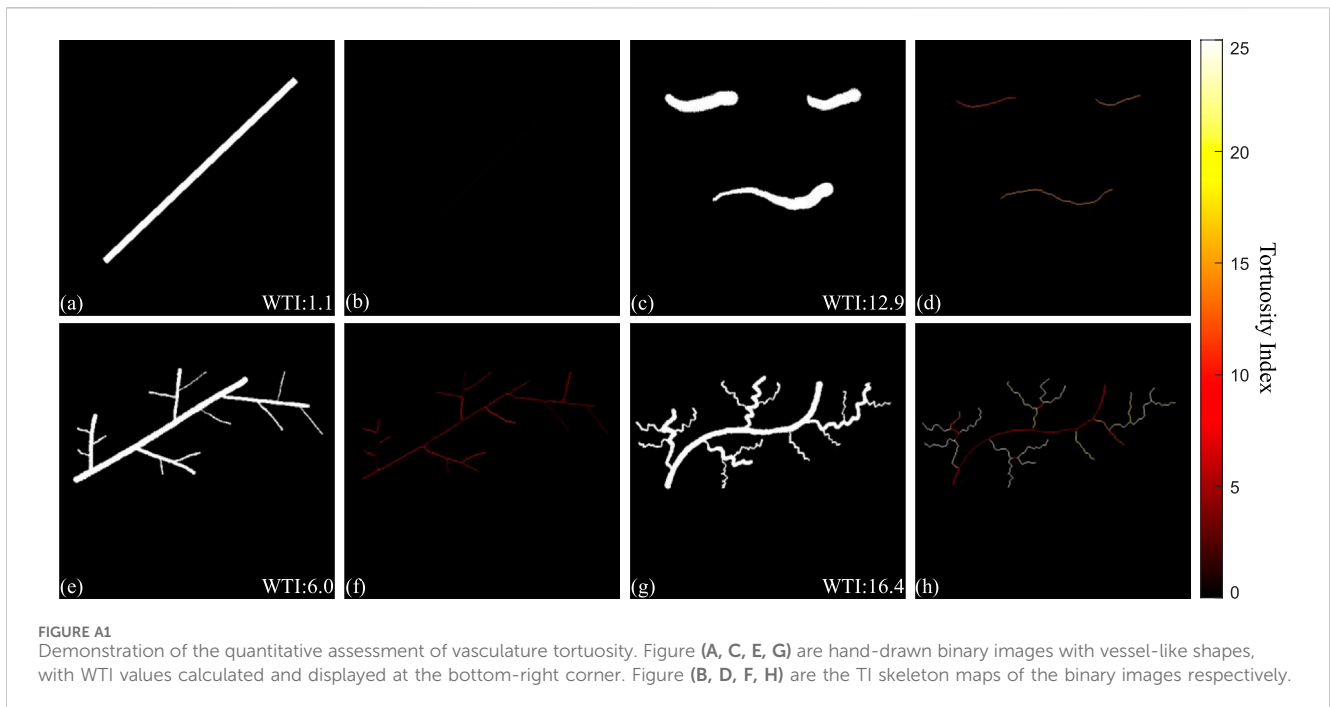 (a)
WTI:1.1
(b)
(c)
WTI:12.9
(d)
(e)
WTI:6.0
(f)
(g)
WTI:16.4
(h)
25
20
15
10
5
0
Tortuosity Index
FIGURE A1
Demonstration of the quantitative assessment of vasculature tortuosity. Figure (A, C, E, G) are hand-drawn binary images with vessel-like shapes,
with WTI values calculated and displayed at the bottom-right corner. Figure (B, D, F, H) are the TI skeleton maps of the binary images respectively.